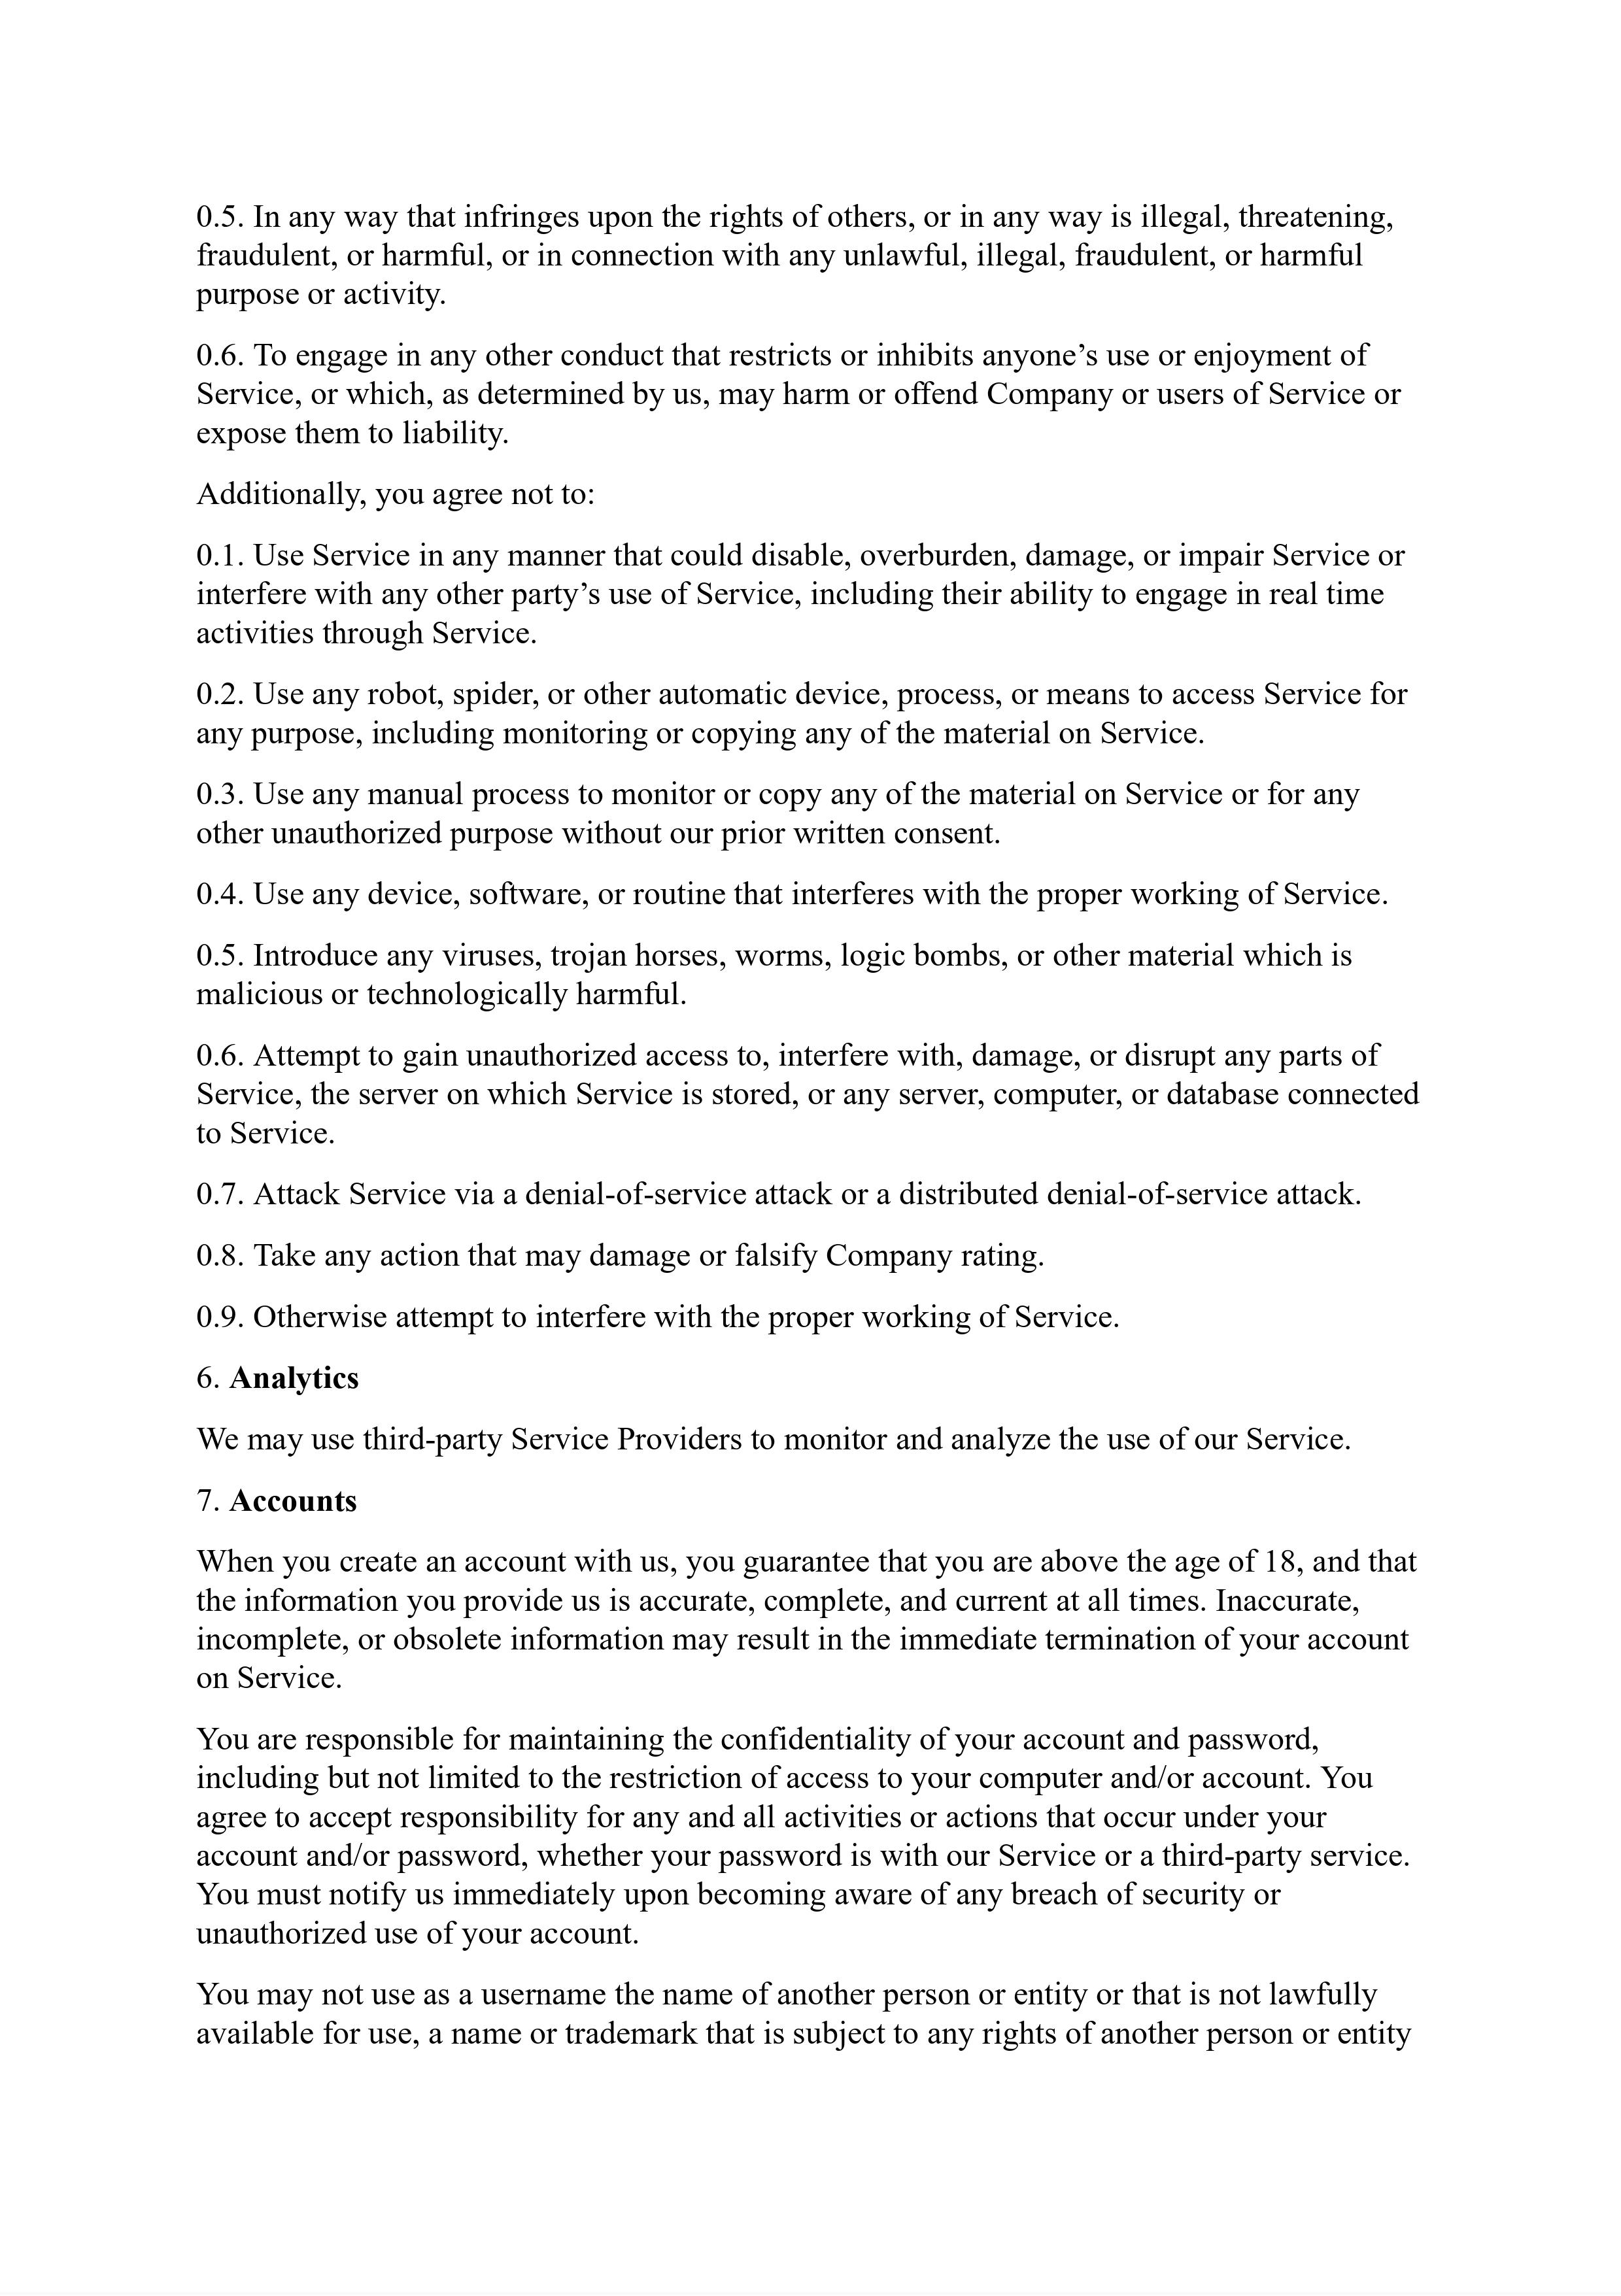 0.5. In any way that infringes upon the rights of others, or in any way is illegal, threatening,
fraudulent, or harmful, or in connection with any unlawful, illegal, fraudulent, or harmful
purpose or activity.
0.6. To engage in any other conduct that restricts or inhibits anyone’s use or enjoyment of
Service, or which, as determined by us, may harm or offend Company or users of Service or
expose them to liability.
Additionally, you agree not to:
0.1. Use Service in any manner that could disable, overburden, damage, or impair Service or
interfere with any other party’s use of Service, including their ability to engage in real time
activities through Service.
0.2. Use any robot, spider, or other automatic device, process, or means to access Service for
any purpose, including monitoring or copying any of the material on Service.
0.3. Use any manual process to monitor or copy any of the material on Service or for any
other unauthorized purpose without our prior written consent.
0.4. Use any device, software, or routine that interferes with the proper working of Service.
0.5. Introduce any viruses, trojan horses, worms, logic bombs, or other material which is
malicious or technologically harmful.
0.6. Attempt to gain unauthorized access to, interfere with, damage, or disrupt any parts of
Service, the server on which Service is stored, or any server, computer, or database connected
to Service.
0.7. Attack Service via a denial-of-service attack or a distributed denial-of-service attack.
0.8. Take any action that may damage or falsify Company rating.
0.9. Otherwise attempt to interfere with the proper working of Service.
6. Analytics
We may use third-party Service Providers to monitor and analyze the use of our Service.
7. Accounts
When you create an account with us, you guarantee that you are above the age of 18, and that
the information you provide us is accurate, complete, and current at all times. Inaccurate,
incomplete, or obsolete information may result in the immediate termination of your account
on Service.
You are responsible for maintaining the confidentiality of your account and password,
including but not limited to the restriction of access to your computer and/or account. You
agree to accept responsibility for any and all activities or actions that occur under your
account and/or password, whether your password is with our Service or a third-party service.
You must notify us immediately upon becoming aware of any breach of security or
unauthorized use of your account.
You may not use as a username the name of another person or entity or that is not lawfully
available for use, a name or trademark that is subject to any rights of another person or entity